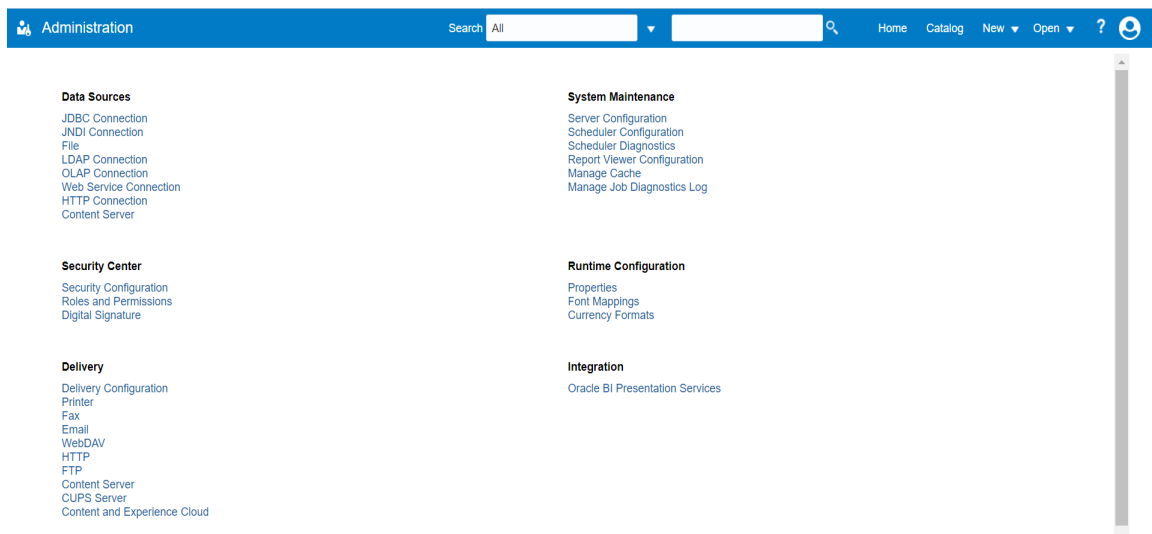 Administration
Search All
Home Catalog New Open ?
Data Sources
JDBC Connection
JNDI Connection
File
LDAP Connection
OLAP Connection
Web Service Connection
HTTP Connection
Content Server
System Maintenance
Server Configuration
Scheduler Configuration
Scheduler Diagnostics
Report Viewer Configuration
Manage Cache
Manage Job Diagnostics Log
Security Center
Security Configuration
Roles and Permissions
Digital Signature
Runtime Configuration
Properties
Font Mappings
Currency Formats
Delivery
Delivery Configuration
Printer
Fax
Email
WebDAV
HTTP
FTP
Content Server
CUPS Server
Content and Experience Cloud
Integration
Oracle BI Presentation Services